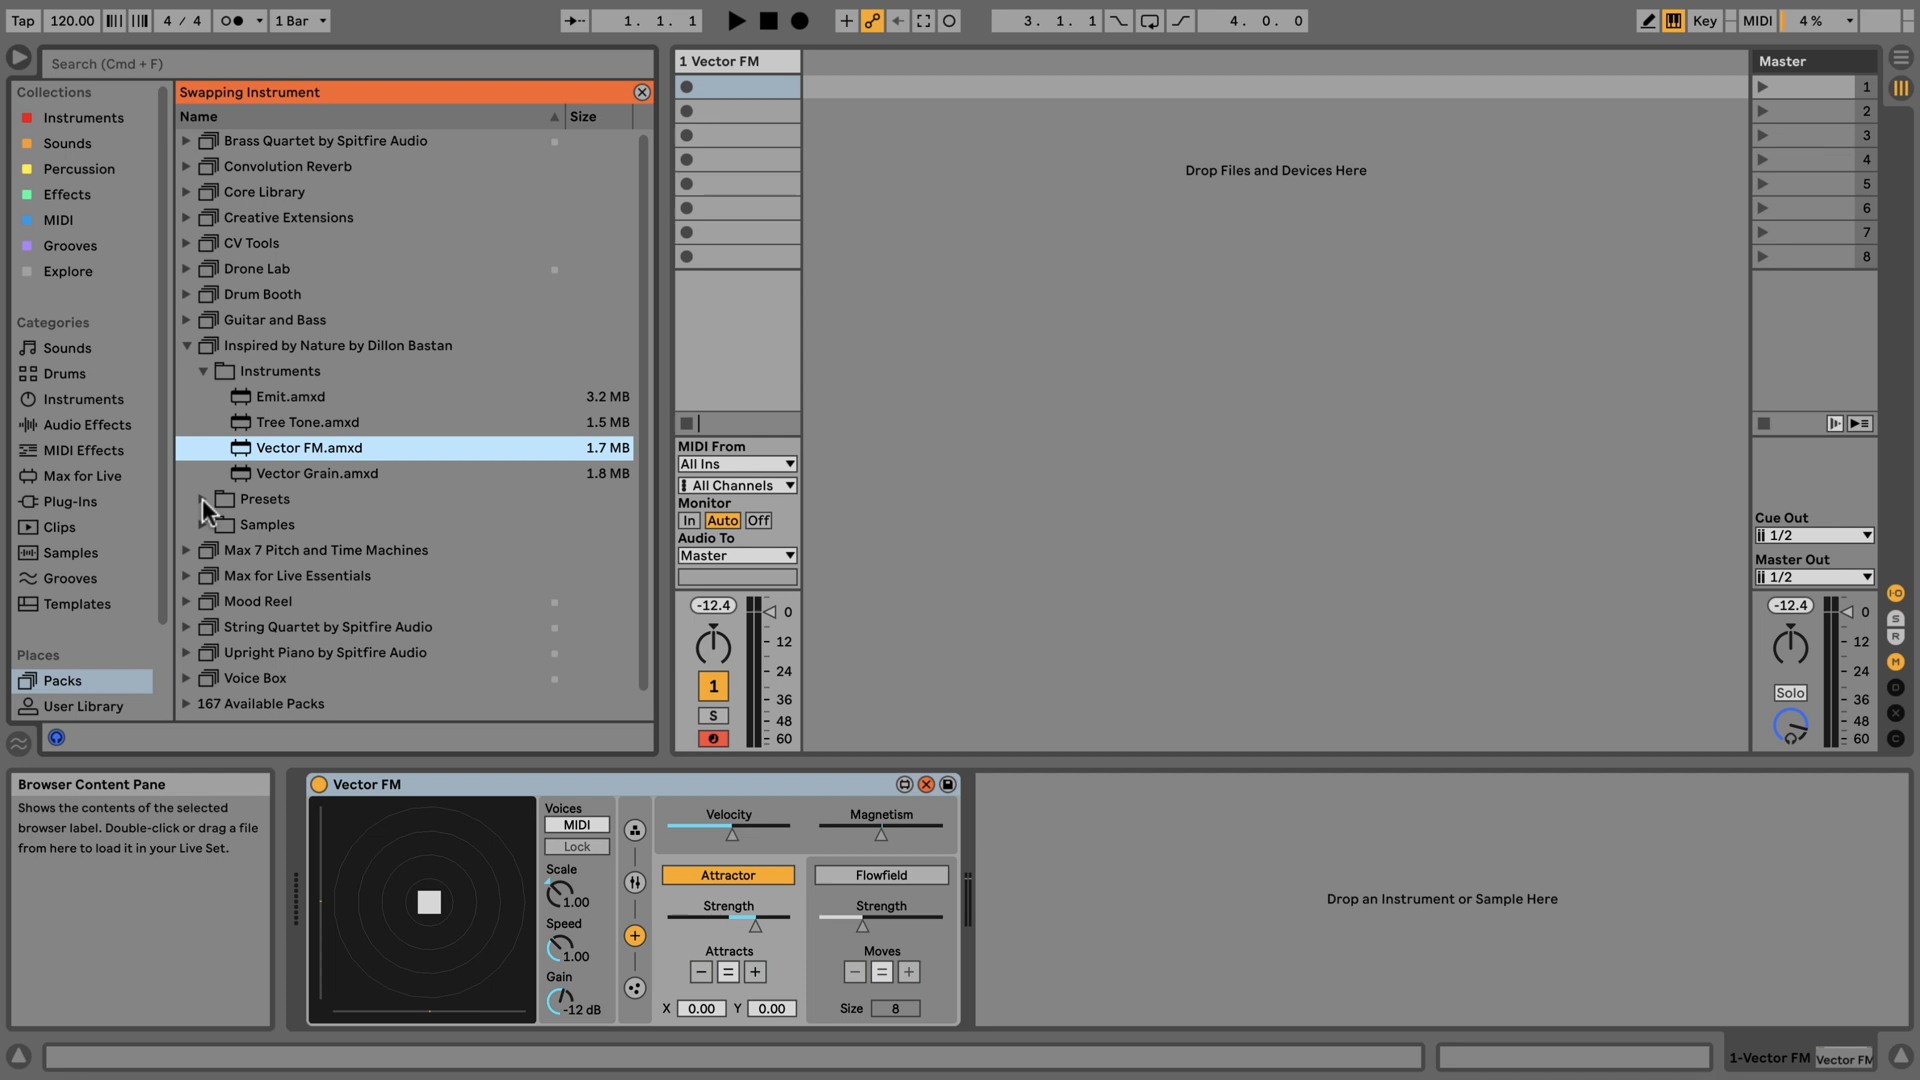 Tap 120.00 4 / 4 1 Bar 1. 1. 1 3. 1. 1 4. 0. 0 Key MIDI 4 %
Search (Cmd + F)
Collections
Instruments
Sounds
Percussion
Effects
MIDI
Grooves
Explore
Categories
Sounds
Drums
Instruments
Audio Effects
MIDI Effects
Max for Live
Plug-Ins
Clips
Samples
Grooves
Templates
Places
Packs
User Library
Swapping Instrument
Name Size
Brass Quartet by Spitfire Audio
Convolution Reverb
Core Library
Creative Extensions
CV Tools
Drone Lab
Drum Booth
Guitar and Bass
Inspired by Nature by Dillon Bastan
Instruments
Emit.amxd 3.2 MB
Tree Tone.amxd 1.5 MB
Vector FM.amxd 1.7 MB
Vector Grain.amxd 1.8 MB
Presets
Samples
Max 7 Pitch and Time Machines
Max for Live Essentials
Mood Reel
String Quartet by Spitfire Audio
Upright Piano by Spitfire Audio
Voice Box
167 Available Packs
1 Vector FM
MIDI From
All Ins
All Channels
Monitor
In Auto Off
Audio To
Master
-12.4 0
12
24
1 36
S 48
60
Drop Files and Devices Here
Master
1
2
3
4
5
6
7
8
Cue Out
1/2
Master Out
1/2
-12.4 0
12
24
Solo 36
48
60
I·O
S
R
M
D
X
C
Browser Content Pane
Shows the contents of the selected
browser label. Double-click or drag a file
from here to load it in your Live Set.
Vector FM
Voices
MIDI
Lock
Scale
1.00
Speed
1.00
Gain
-12 dB
Velocity Magnetism
Attractor Flowfield
Strength Strength
Attracts Moves
− = + − = +
X 0.00 Y 0.00 Size 8
Drop an Instrument or Sample Here
1-Vector FM Vector FM